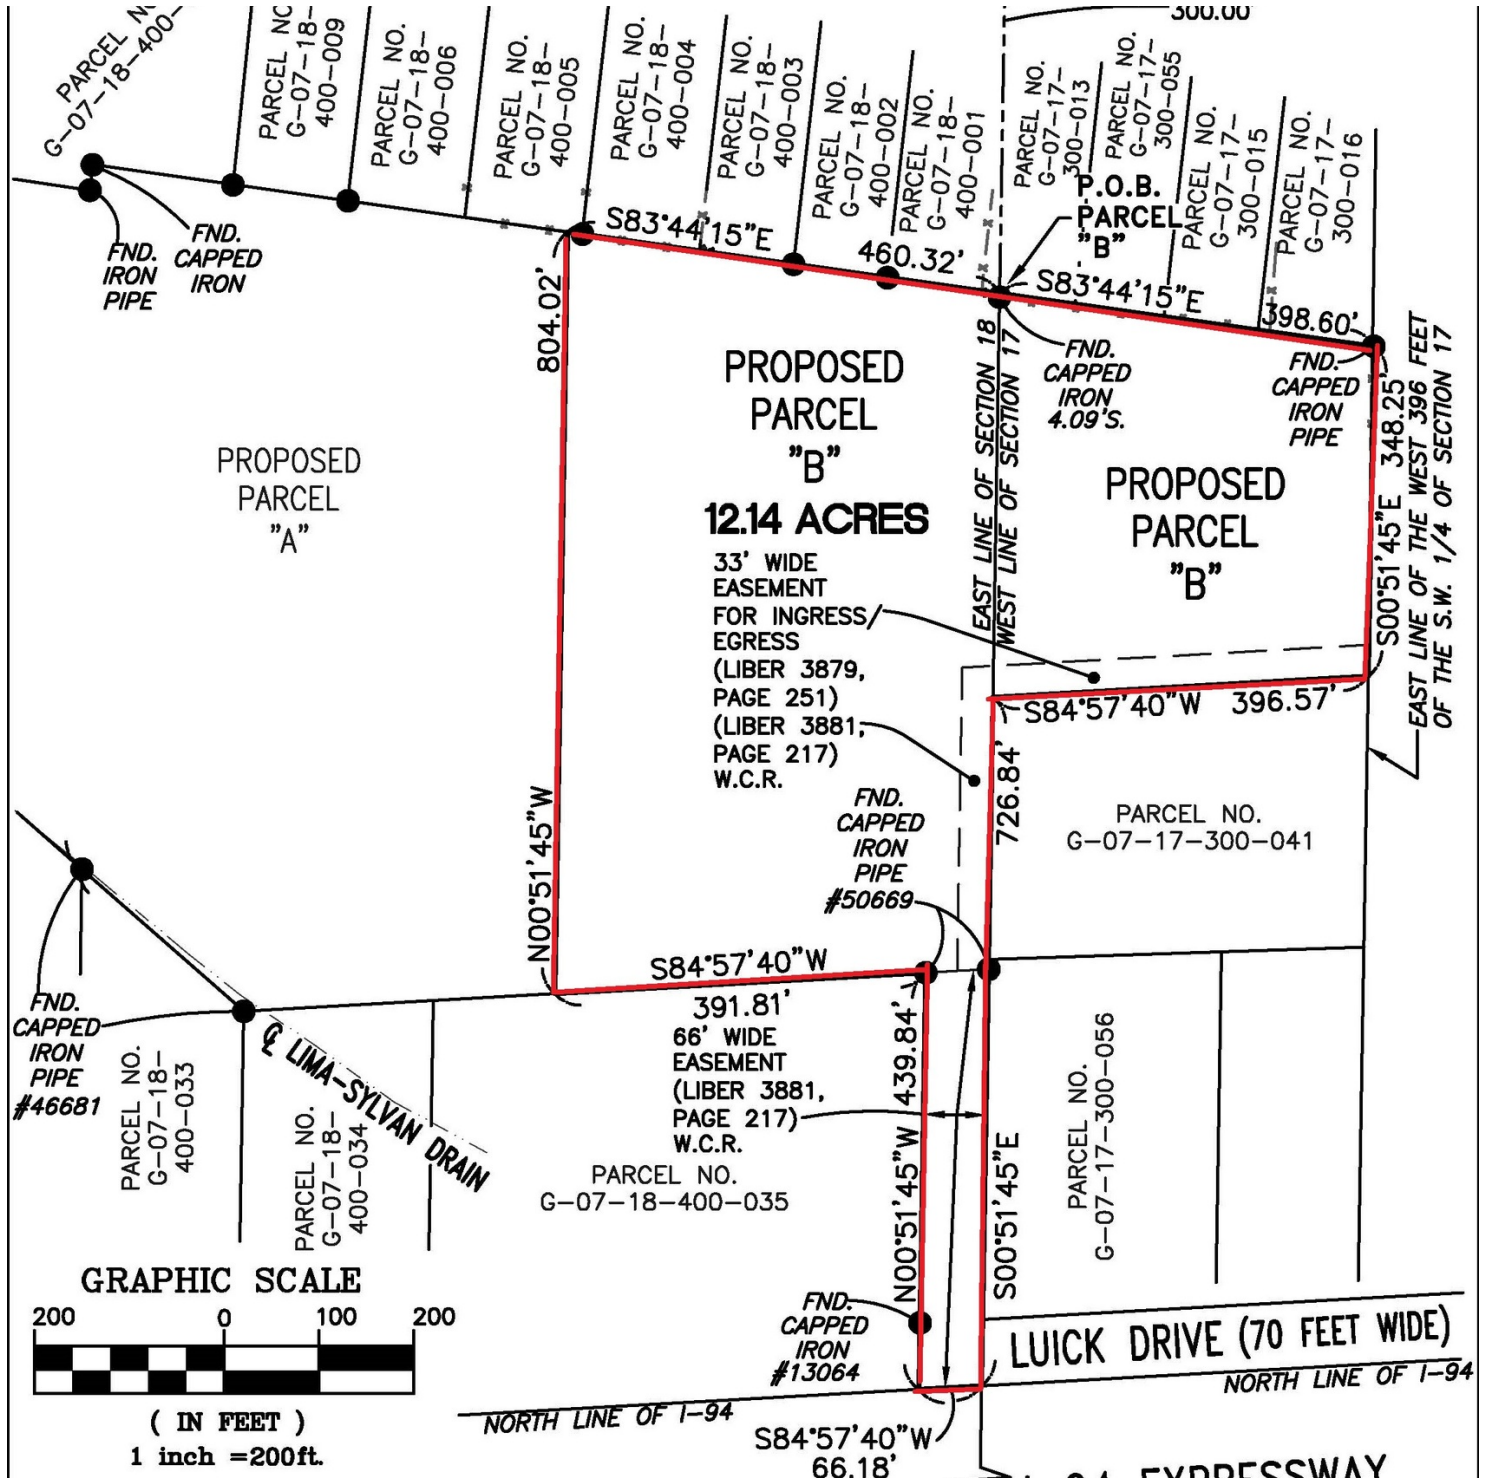 300.00'
PARCEL NO.
G-07-18-400-
PARCEL NO.
G-07-18-
400-009
PARCEL NO.
G-07-18-
400-006
PARCEL NO.
G-07-18-
400-005
PARCEL NO.
G-07-18-
400-004
PARCEL NO.
G-07-18-
400-003
PARCEL NO.
G-07-18-
400-002
PARCEL NO.
G-07-18-
400-001
PARCEL NO.
G-07-17-
300-013
PARCEL NO.
G-07-17-
300-055
PARCEL NO.
G-07-17-
300-015
PARCEL NO.
G-07-17-
300-016
P.O.B.
PARCEL
"B"
FND.
IRON
PIPE
FND.
CAPPED
IRON
S83°44'15"E
460.32'
S83°44'15"E
398.60'
804.02'
N00°51'45"W
PROPOSED
PARCEL
"A"
PROPOSED
PARCEL
"B"
12.14 ACRES
33' WIDE
EASEMENT
FOR INGRESS/
EGRESS
(LIBER 3879,
PAGE 251)
(LIBER 3881,
PAGE 217)
W.C.R.
EAST LINE OF SECTION 18
WEST LINE OF SECTION 17
FND.
CAPPED
IRON
4.09'S.
FND.
CAPPED
IRON
PIPE
PROPOSED
PARCEL
"B"
S00°51'45"E 348.25'
EAST LINE OF THE WEST 396 FEET
OF THE S.W. 1/4 OF SECTION 17
S84°57'40"W 396.57'
726.84'
S00°51'45"E
PARCEL NO.
G-07-17-300-041
FND.
CAPPED
IRON
PIPE
#50669
S84°57'40"W
391.81'
66' WIDE
EASEMENT
(LIBER 3881,
PAGE 217)
W.C.R.
N00°51'45"W 439.84'
PARCEL NO.
G-07-18-400-035
FND.
CAPPED
IRON
PIPE
#46681
℄ LIMA-SYLVAN DRAIN
PARCEL NO.
G-07-18-
400-033
PARCEL NO.
G-07-18-
400-034
PARCEL NO.
G-07-17-300-056
FND.
CAPPED
IRON
#13064
LUICK DRIVE (70 FEET WIDE)
NORTH LINE OF I-94
NORTH LINE OF I-94
S84°57'40"W
66.18'
EXPRESSWAY
GRAPHIC SCALE
200 0 100 200
( IN FEET )
1 inch =200ft.